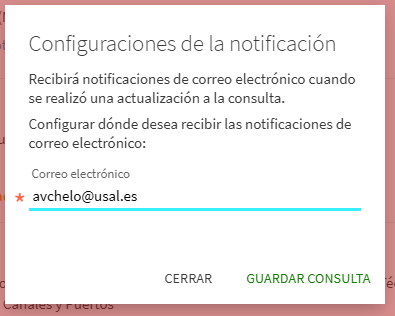 Configuraciones de la notificación
Recibirá notificaciones de correo electrónico cuando
se realizó una actualización a la consulta.
Configurar dónde desea recibir las notificaciones de
correo electrónico:
Correo electrónico
* avchelo@usal.es
CERRAR GUARDAR CONSULTA
Canales y Puertos